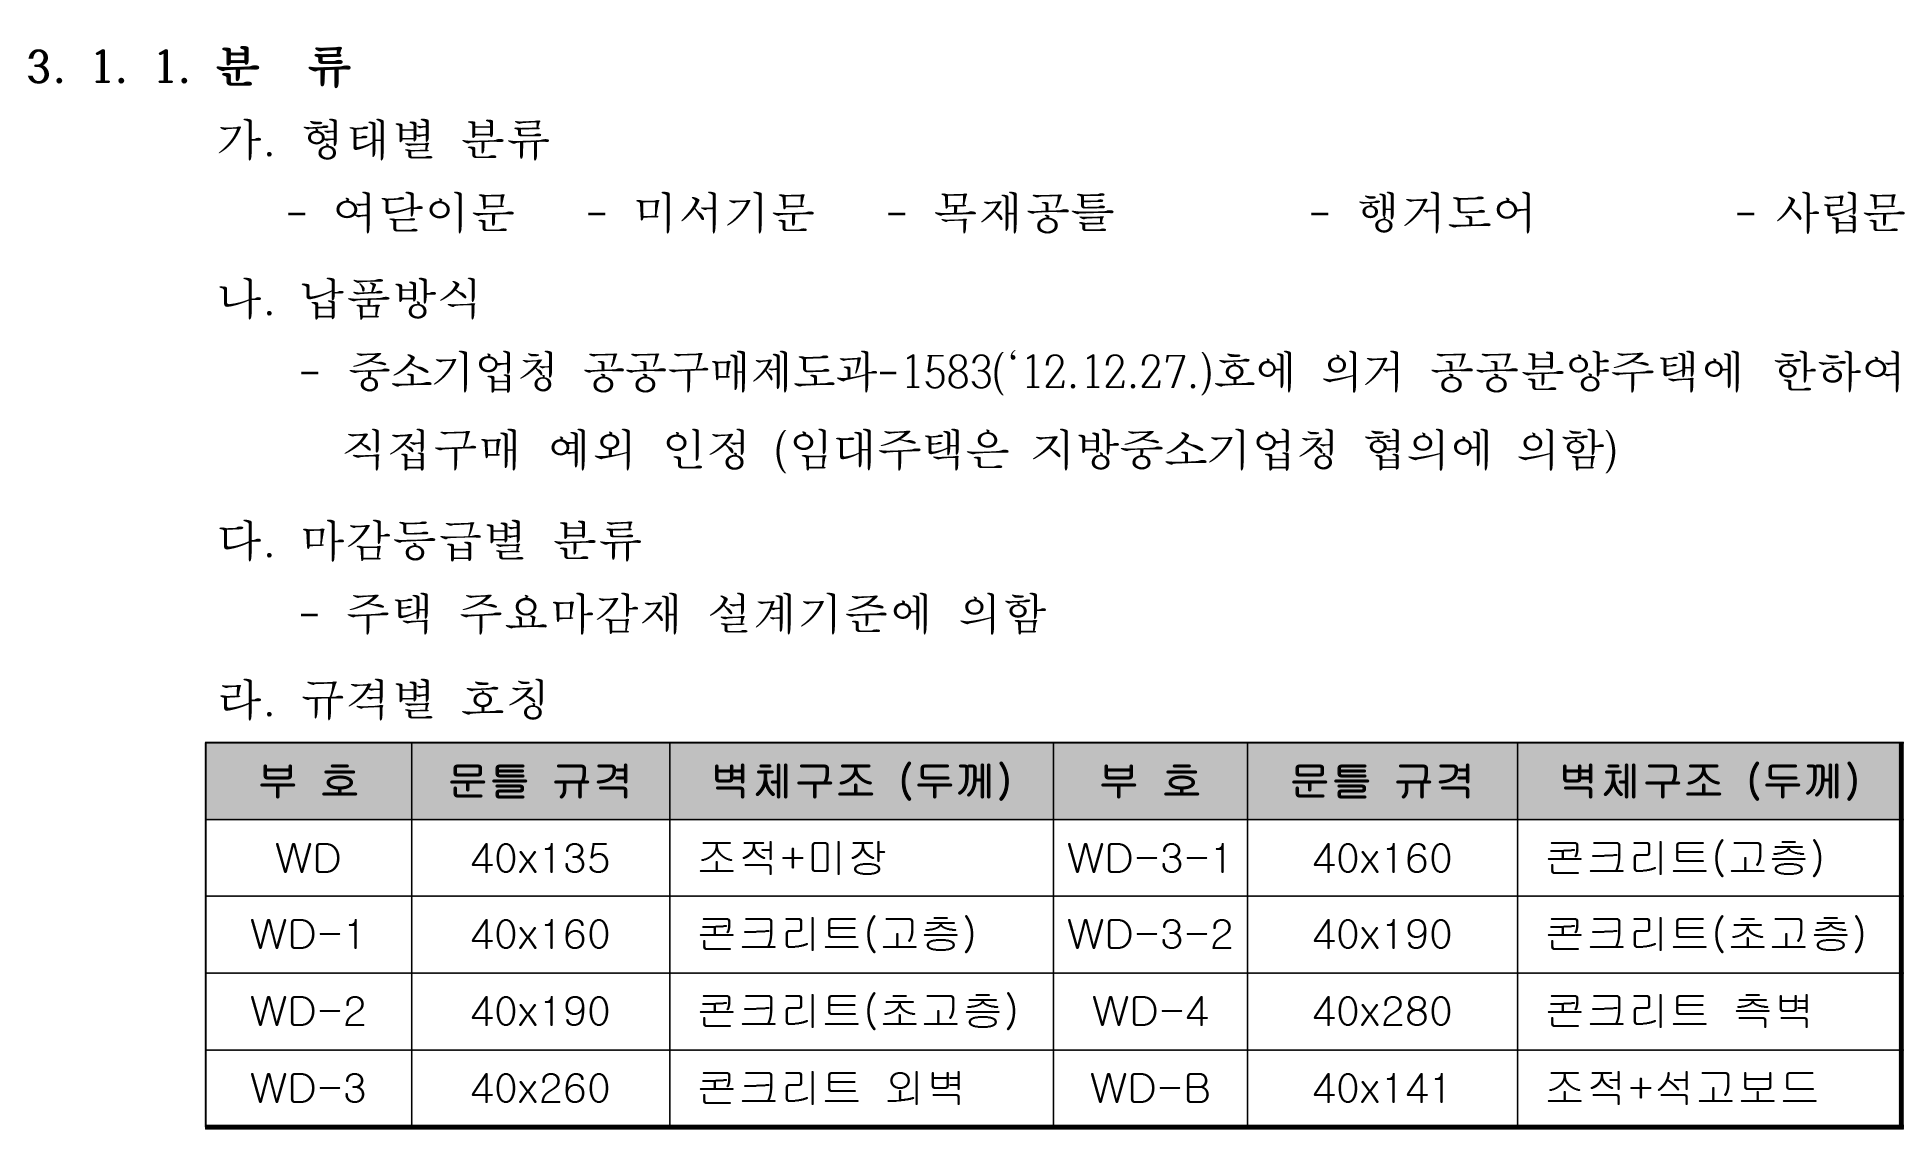 3. 1. 1. 분 류
가. 형태별 분류
- 여닫이문 - 미서기문 - 목재공틀 - 행거도어 - 사립문
나. 납품방식
- 중소기업청 공공구매제도과-1583(‘12.12.27.)호에 의거 공공분양주택에 한하여
직접구매 예외 인정 (임대주택은 지방중소기업청 협의에 의함)
다. 마감등급별 분류
- 주택 주요마감재 설계기준에 의함
라. 규격별 호칭
부 호 문틀 규격 벽체구조 (두께) 부 호 문틀 규격 벽체구조 (두께)
WD 40x135 조적+미장 WD-3-1 40x160 콘크리트(고층)
WD-1 40x160 콘크리트(고층) WD-3-2 40x190 콘크리트(초고층)
WD-2 40x190 콘크리트(초고층) WD-4 40x280 콘크리트 측벽
WD-3 40x260 콘크리트 외벽 WD-B 40x141 조적+석고보드